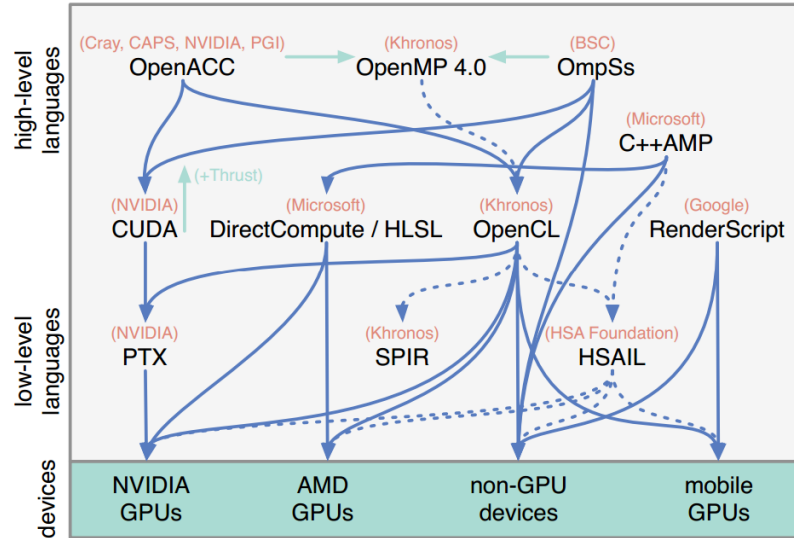 (Cray, CAPS, NVIDIA, PGI)
OpenACC
(Khronos)
OpenMP 4.0
(BSC)
OmpSs
(Microsoft)
C++AMP
high-level
languages
(+Thrust)
(NVIDIA)
CUDA
(Microsoft)
DirectCompute / HLSL
(Khronos)
OpenCL
(Google)
RenderScript
low-level
languages
(NVIDIA)
PTX
(Khronos)
SPIR
(HSA Foundation)
HSAIL
devices
NVIDIA
GPUs
AMD
GPUs
non-GPU
devices
mobile
GPUs